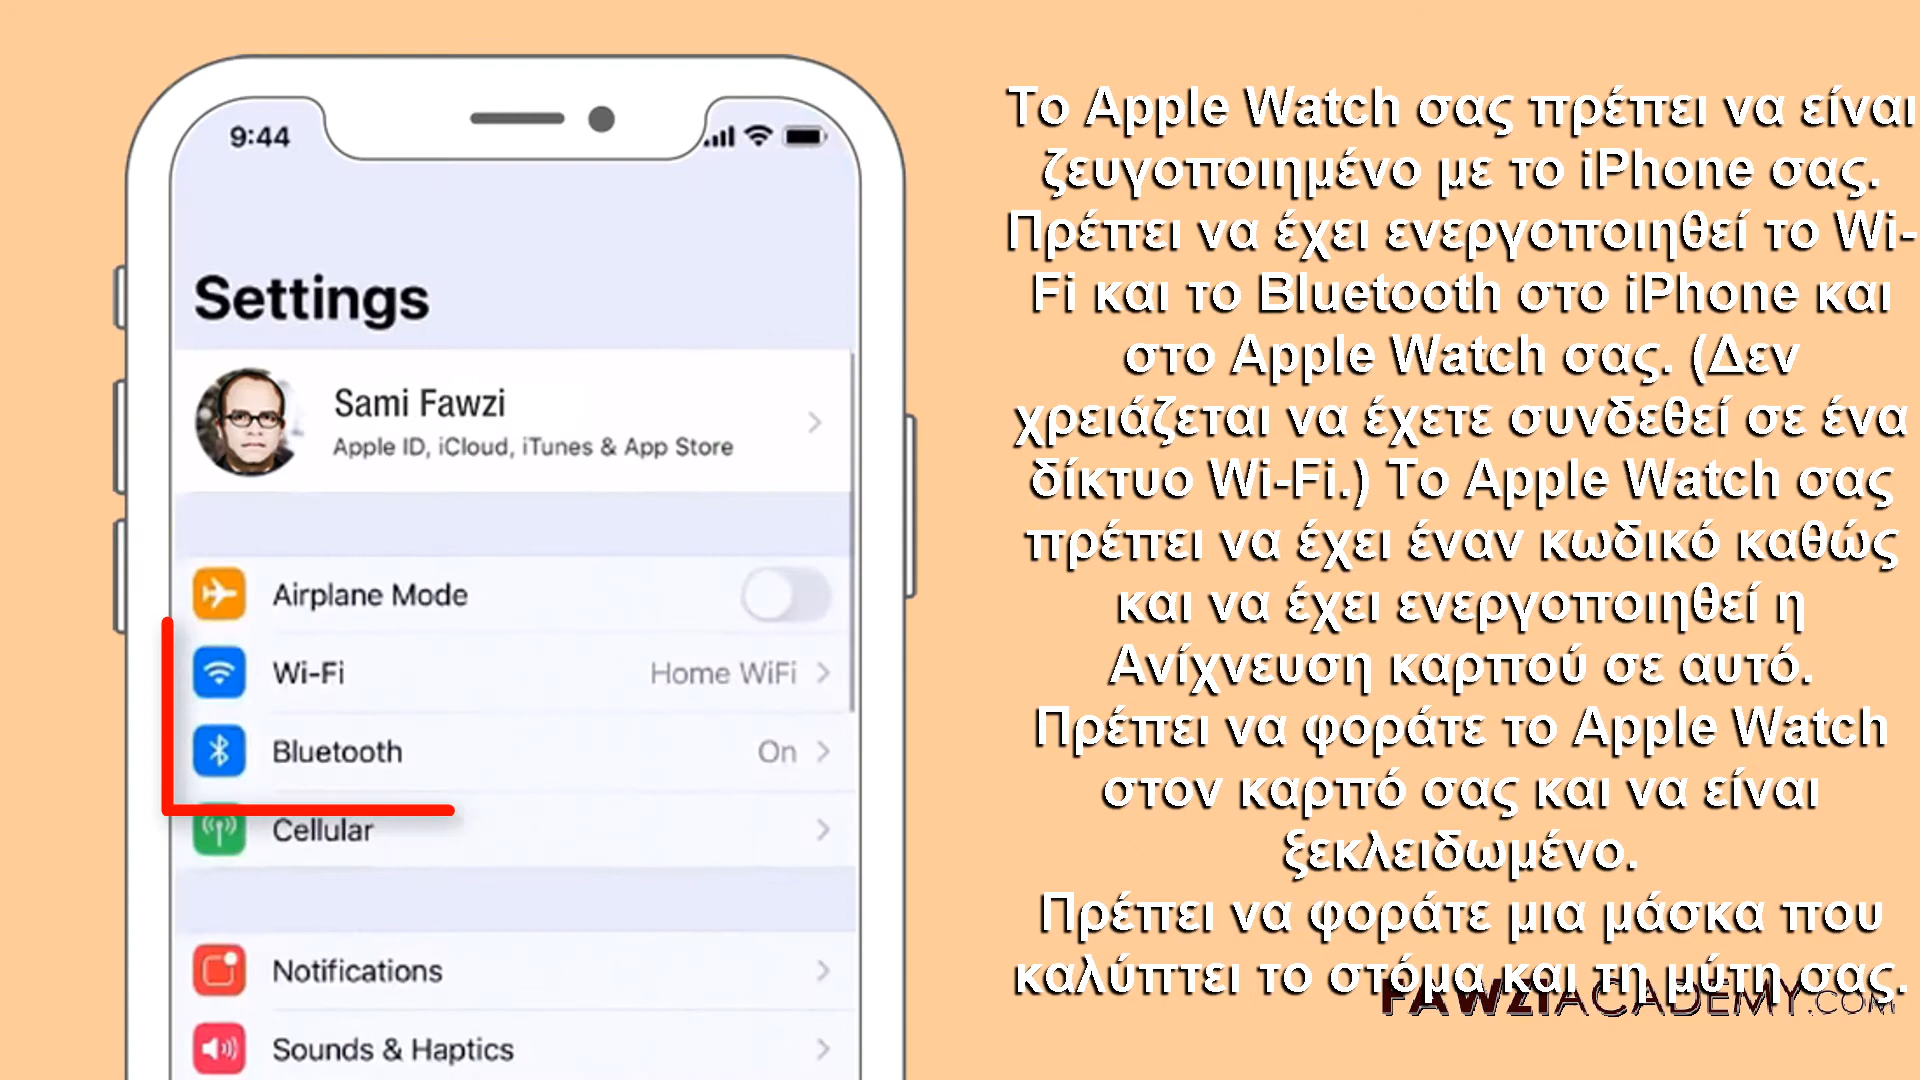 9:44
Settings
Sami Fawzi
Apple ID, iCloud, iTunes & App Store
Airplane Mode
Wi-Fi Home WiFi
Bluetooth On
Cellular
Notifications
Sounds & Haptics
Το Apple Watch σας πρέπει να είναι
ζευγοποιημένο με το iPhone σας.
Πρέπει να έχει ενεργοποιηθεί το Wi-
Fi και το Bluetooth στο iPhone και
στο Apple Watch σας. (Δεν
χρειάζεται να έχετε συνδεθεί σε ένα
δίκτυο Wi-Fi.) Το Apple Watch σας
πρέπει να έχει έναν κωδικό καθώς
και να έχει ενεργοποιηθεί η
Ανίχνευση καρπού σε αυτό.
Πρέπει να φοράτε το Apple Watch
στον καρπό σας και να είναι
ξεκλειδωμένο.
Πρέπει να φοράτε μια μάσκα που
καλύπτει το στόμα και τη μύτη σας.
FAWZIACADEMY.COM